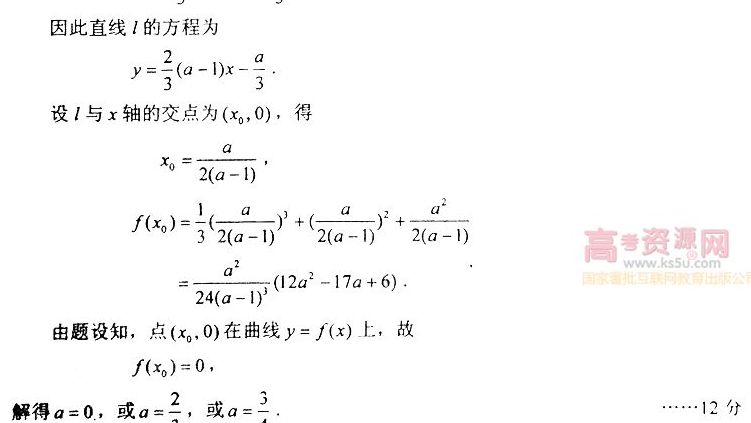 因此直线 l 的方程为
y = \frac{2}{3}(a-1)x - \frac{a}{3}.
设 l 与 x 轴的交点为 (x_0, 0)，得
x_0 = \frac{a}{2(a-1)}，
f(x_0) = \frac{1}{3}(\frac{a}{2(a-1)})^3 + (\frac{a}{2(a-1)})^2 + \frac{a^2}{2(a-1)}
= \frac{a^2}{24(a-1)^3}(12a^2 - 17a + 6).
由题设知，点 (x_0, 0) 在曲线 y = f(x) 上，故
f(x_0) = 0，
解得 a = 0，或 a = \frac{2}{3}，或 a = \frac{3}{4}. ……12 分
高考资源网
www.ks5u.com
国家审批互联网教育出版公司